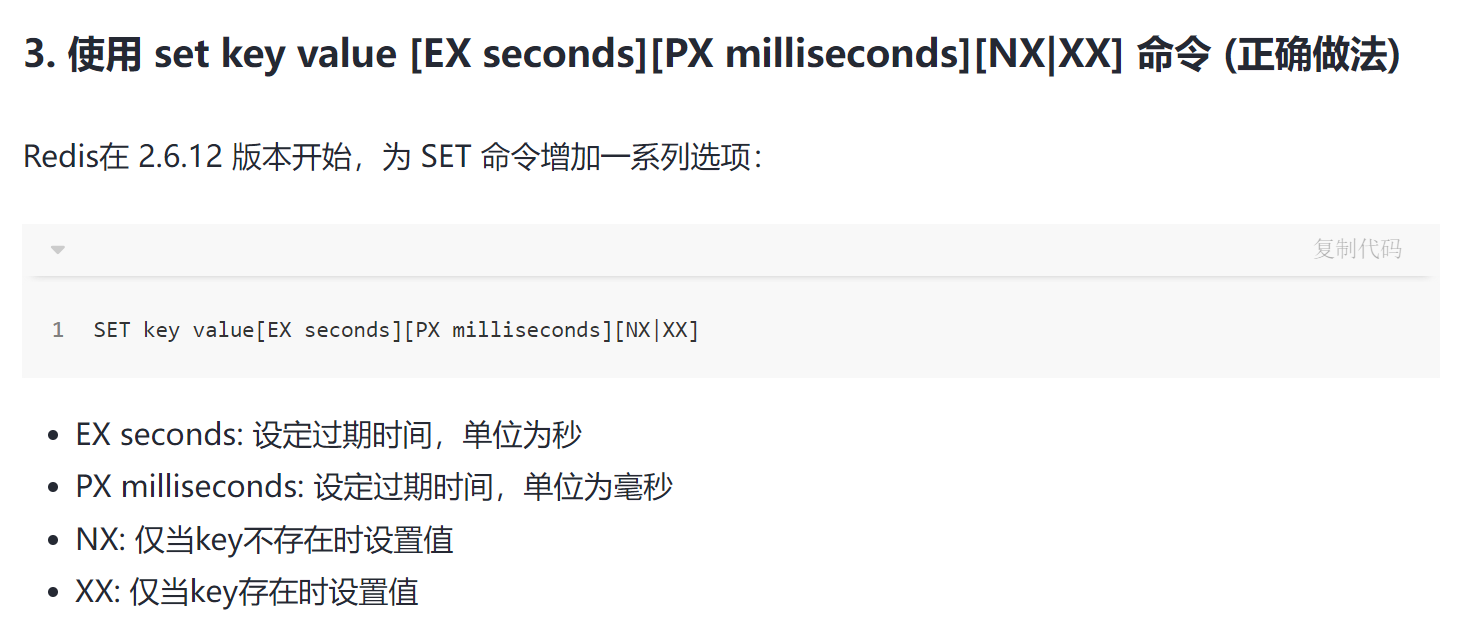 3. 使用 set key value [EX seconds][PX milliseconds][NX|XX] 命令 (正确做法)
Redis在 2.6.12 版本开始，为 SET 命令增加一系列选项：
复制代码
1 SET key value[EX seconds][PX milliseconds][NX|XX]
• EX seconds: 设定过期时间，单位为秒
• PX milliseconds: 设定过期时间，单位为毫秒
• NX: 仅当key不存在时设置值
• XX: 仅当key存在时设置值